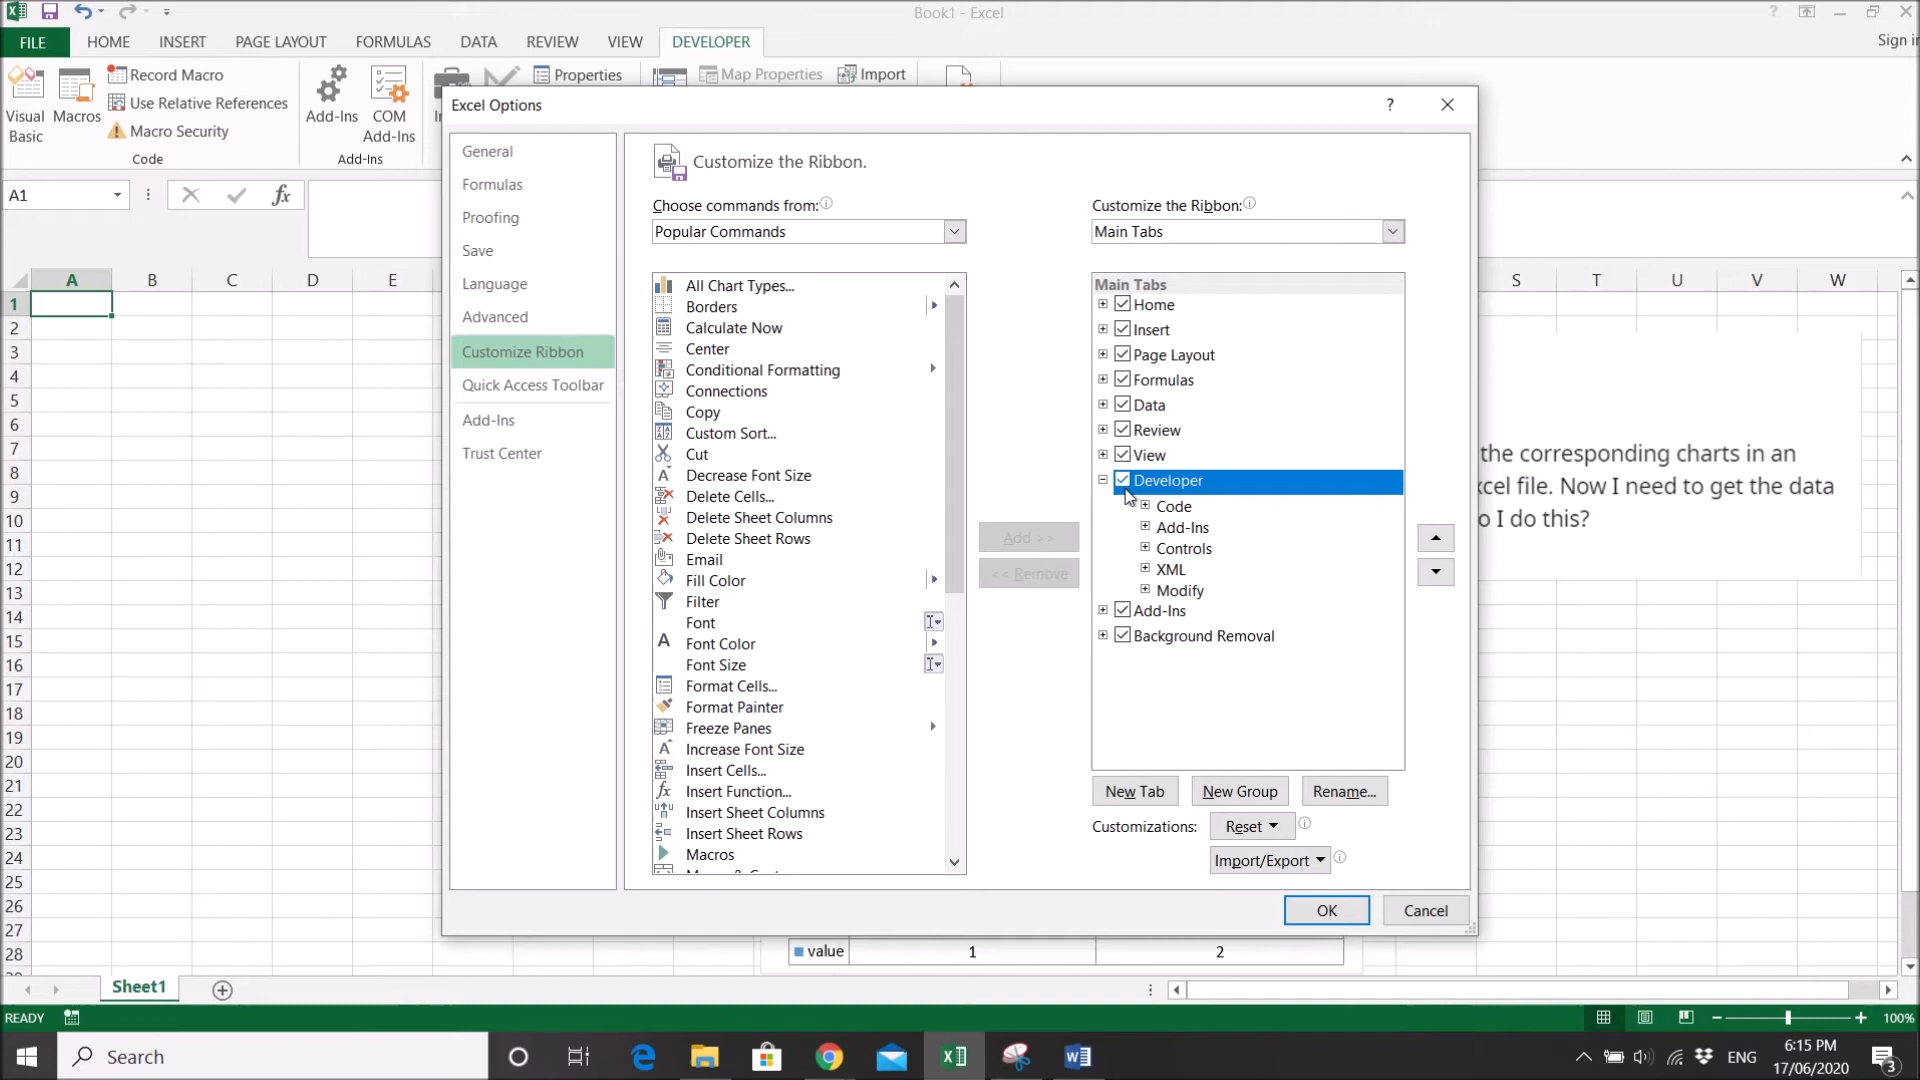 Book1 - Excel
Sign in
FILE HOME INSERT PAGE LAYOUT FORMULAS DATA REVIEW VIEW DEVELOPER
Visual Basic
Macros
Record Macro
Use Relative References
Macro Security
Code
Add-Ins
COM Add-Ins
Add-Ins
Properties
Map Properties
Import
A1
fx
A B C D E S T U V W
1
2
3
4
5
6
7
8
9
10
11
12
13
14
15
16
17
18
19
20
21
22
23
24
25
26
27
28
Excel Options
General
Formulas
Proofing
Save
Language
Advanced
Customize Ribbon
Quick Access Toolbar
Add-Ins
Trust Center
Customize the Ribbon.
Choose commands from:
Popular Commands
All Chart Types...
Borders
Calculate Now
Center
Conditional Formatting
Connections
Copy
Custom Sort...
Cut
Decrease Font Size
Delete Cells...
Delete Sheet Columns
Delete Sheet Rows
Email
Fill Color
Filter
Font
Font Color
Font Size
Format Cells...
Format Painter
Freeze Panes
Increase Font Size
Insert Cells...
Insert Function...
Insert Sheet Columns
Insert Sheet Rows
Macros
Add >>
<< Remove
Customize the Ribbon:
Main Tabs
Main Tabs
Home
Insert
Page Layout
Formulas
Data
Review
View
Developer
Code
Add-Ins
Controls
XML
Modify
Add-Ins
Background Removal
New Tab New Group Rename...
Customizations: Reset
Import/Export
OK Cancel
the corresponding charts in an
file. Now I need to get the data
I do this?
value 1 2
Sheet1
READY
100%
Search
ENG
6:15 PM
17/06/2020
3